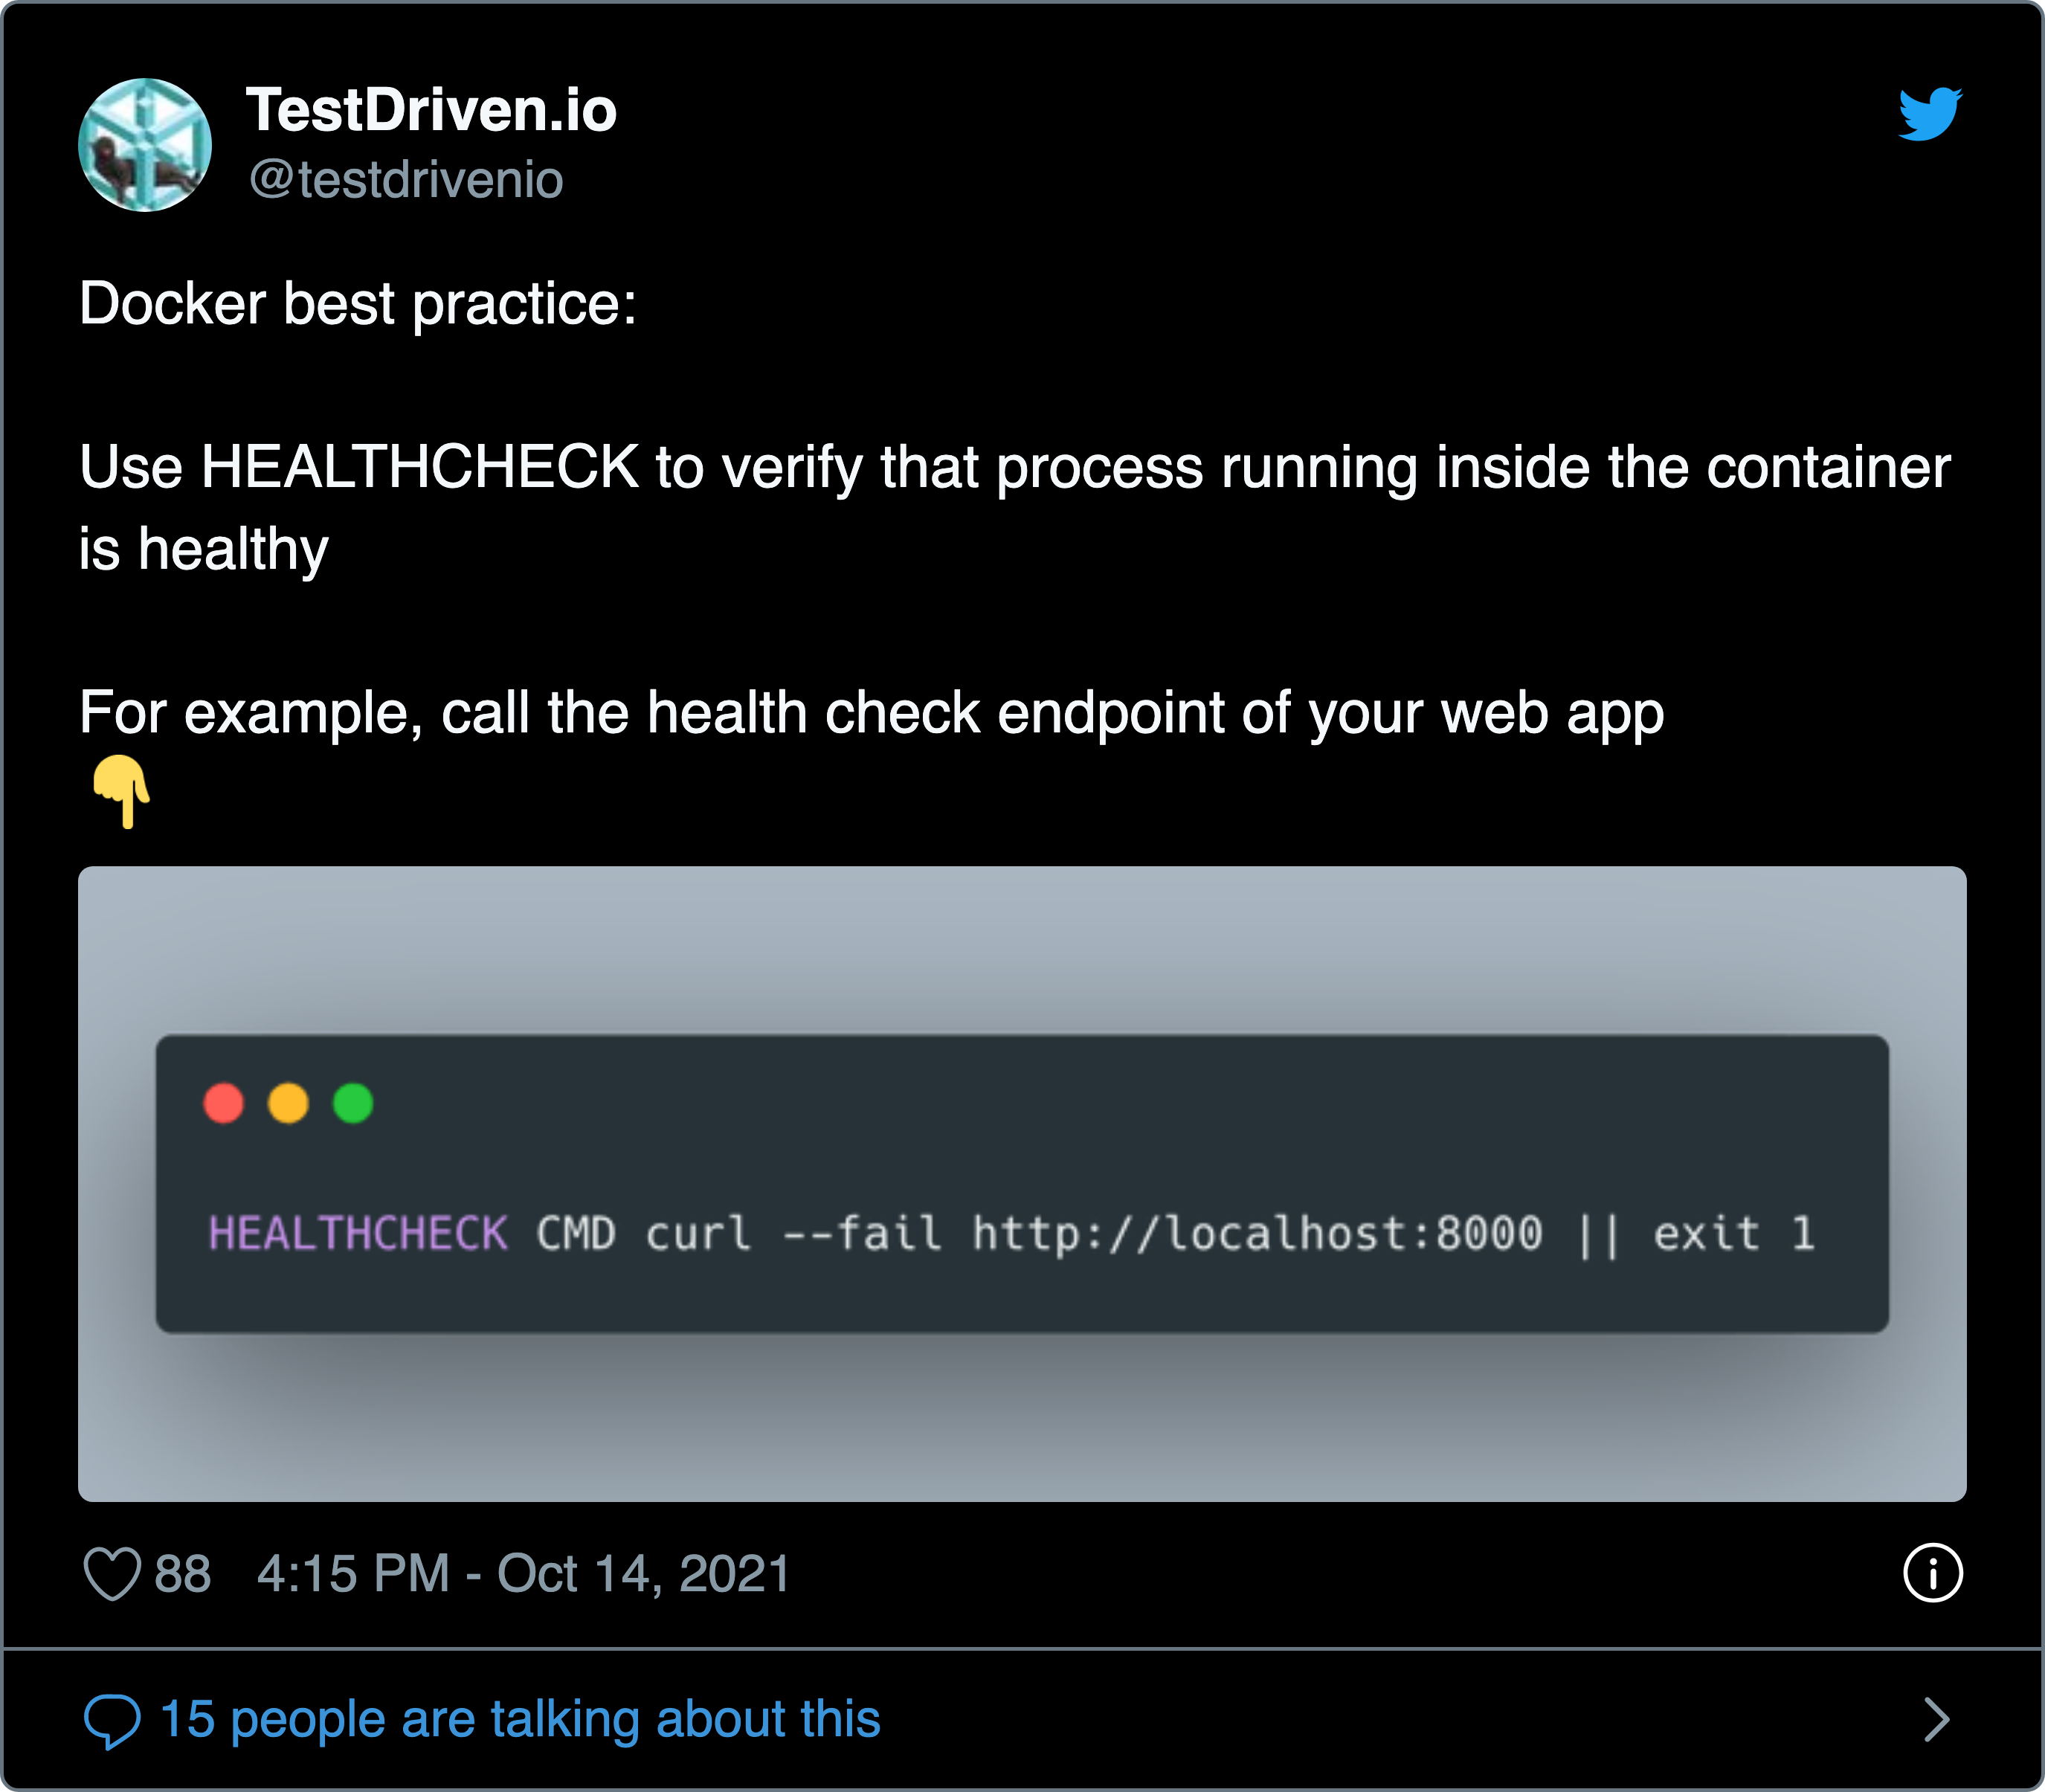 TestDriven.io
@testdrivenio
Docker best practice:
Use HEALTHCHECK to verify that process running inside the container
is healthy
For example, call the health check endpoint of your web app
👇
HEALTHCHECK CMD curl --fail http://localhost:8000 || exit 1
88 4:15 PM - Oct 14, 2021
15 people are talking about this